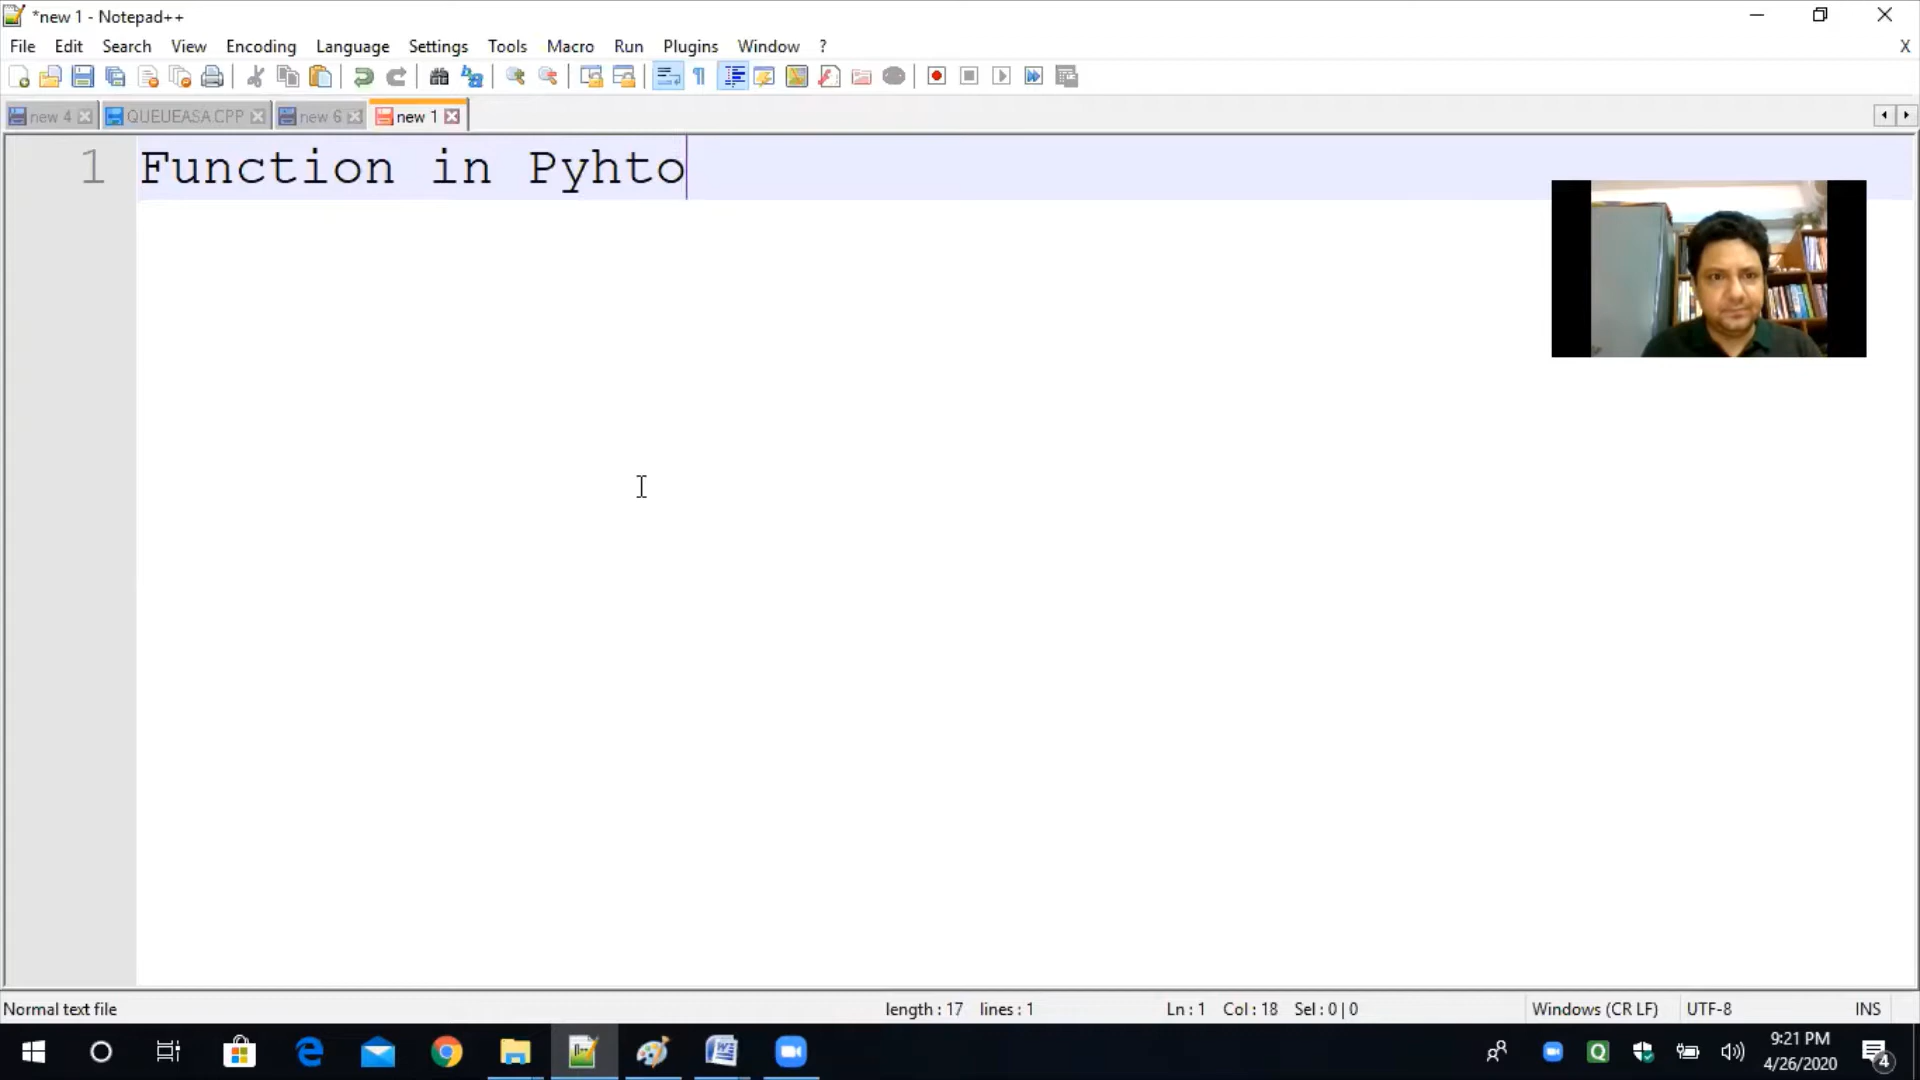 *new 1 - Notepad++
File Edit Search View Encoding Language Settings Tools Macro Run Plugins Window ? X
new 4 QUEUEASA.CPP new 6 new 1
1 Function in Pyhto
Normal text file length : 17 lines : 1 Ln : 1 Col : 18 Sel : 0 | 0 Windows (CR LF) UTF-8 INS
9:21 PM
4/26/2020
4